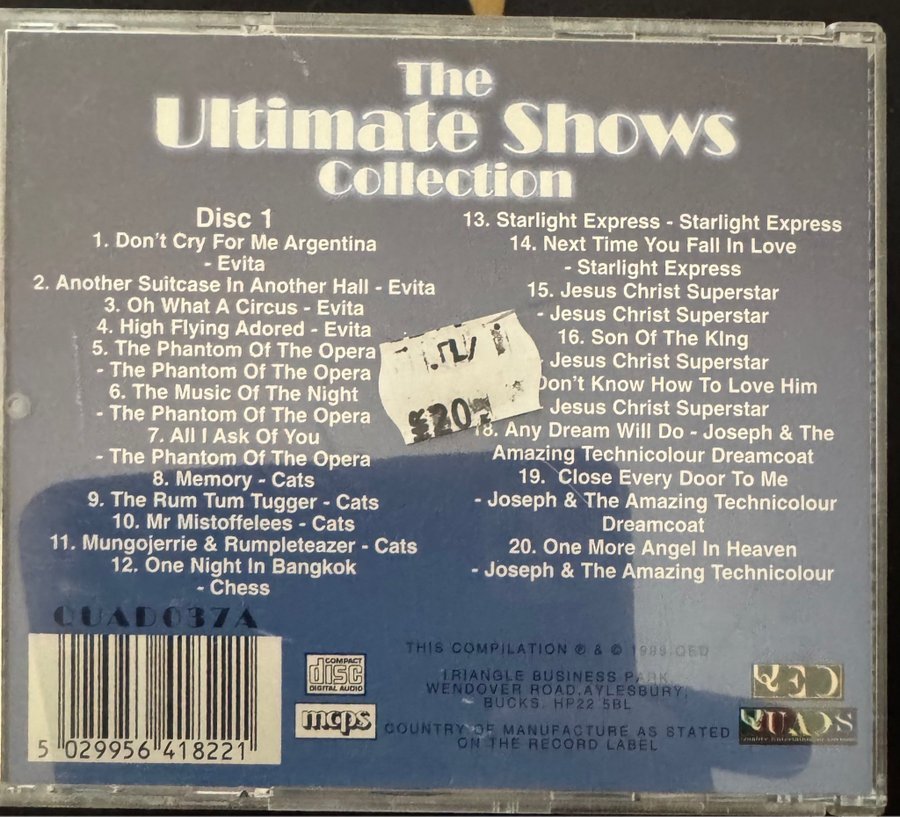 The
Ultimate Shows
Collection
Disc 1
1. Don't Cry For Me Argentina
- Evita
2. Another Suitcase In Another Hall - Evita
3. Oh What A Circus - Evita
4. High Flying Adored - Evita
5. The Phantom Of The Opera
- The Phantom Of The Opera
6. The Music Of The Night
- The Phantom Of The Opera
7. All I Ask Of You
- The Phantom Of The Opera
8. Memory - Cats
9. The Rum Tum Tugger - Cats
10. Mr Mistoffelees - Cats
11. Mungojerrie & Rumpleteazer - Cats
12. One Night In Bangkok
- Chess
13. Starlight Express - Starlight Express
14. Next Time You Fall In Love
- Starlight Express
15. Jesus Christ Superstar
- Jesus Christ Superstar
16. Son Of The KIng
Jesus Christ Superstar
Don't Know How To Love Him
Jesus Christ Superstar
18. Any Dream Will Do - Joseph & The
Amazing Technicolour Dreamcoat
19. Close Every Door To Me
- Joseph & The Amazing Technicolour
Dreamcoat
20. One More Angel In Heaven
- Joseph & The Amazing Technicolour
QUAD037A
5 029956 418221
COMPACT
disc
DIGITAL AUDIO
mcps
THIS COMPILATION ℗ & © 1999 QED
TRIANGLE BUSINESS PARK,
WENDOVER ROAD, AYLESBURY,
BUCKS. HP22 5BL
COUNTRY OF MANUFACTURE AS STATED
ON THE RECORD LABEL
QED
QUADS